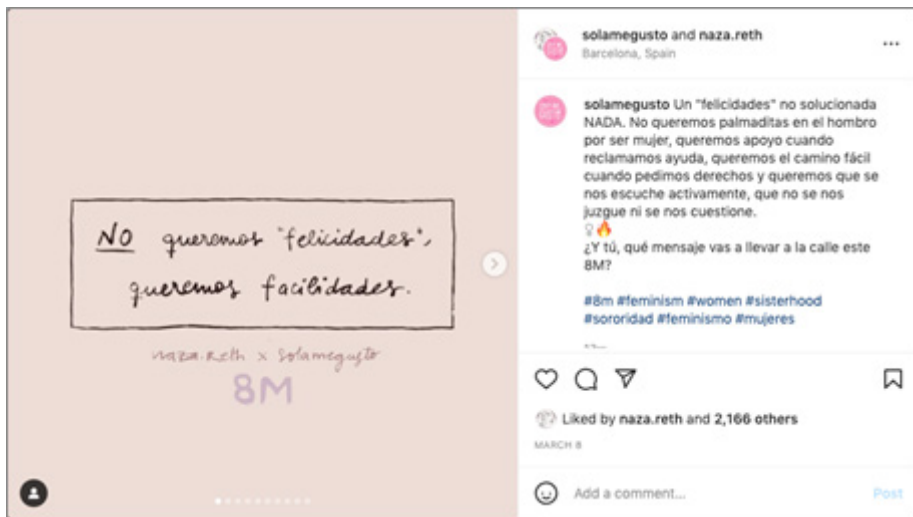 NO queremos "felicidades",
queremos facilidades.
naza.reth x solamegusto
8M
solamegusto and naza.reth
Barcelona, Spain
solamegusto Un "felicidades" no solucionada
NADA. No queremos palmaditas en el hombro
por ser mujer, queremos apoyo cuando
reclamamos ayuda, queremos el camino fácil
cuando pedimos derechos y queremos que se
nos escuche activamente, que no se nos
juzgue ni se nos cuestione.
¿Y tú, qué mensaje vas a llevar a la calle este
8M?
#8m #feminism #women #sisterhood
#sororidad #feminismo #mujeres
Liked by naza.reth and 2,166 others
MARCH 8
Add a comment...
Post